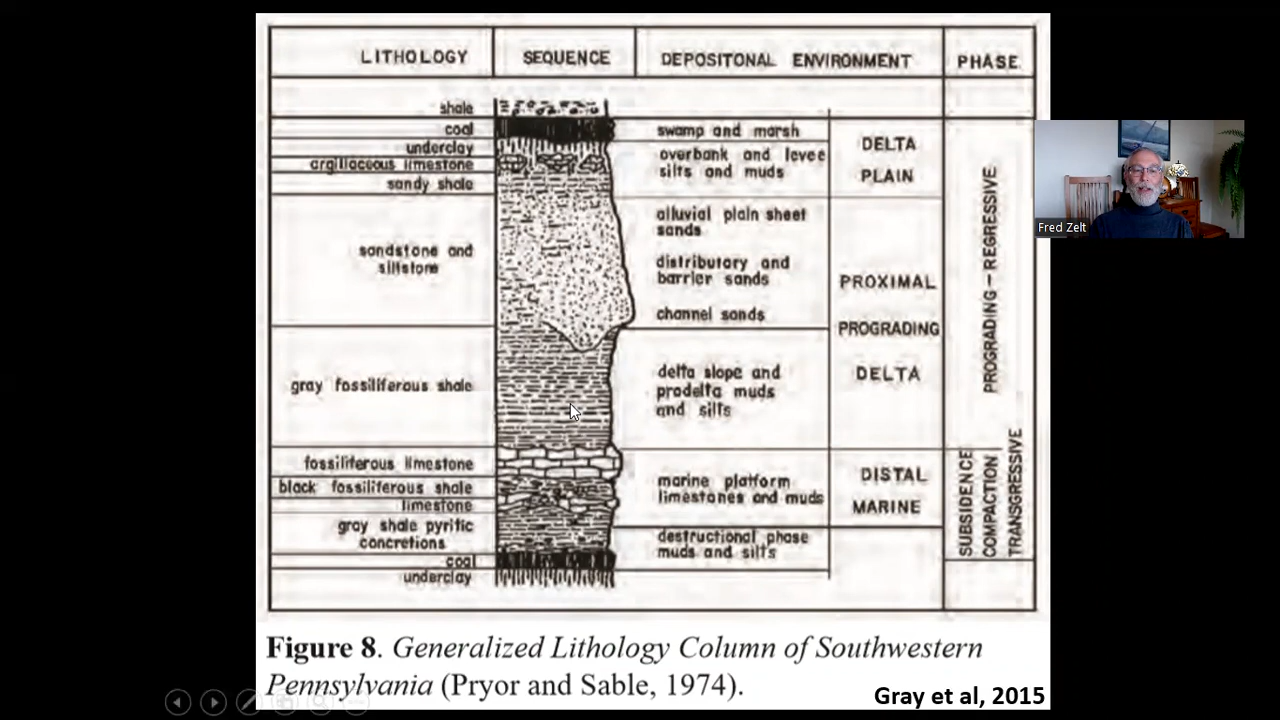 LITHOLOGY
SEQUENCE
DEPOSITONAL ENVIRONMENT
PHASE
shale
coal
underclay
argillaceous limestone
sandy shale
sandstone and
siltstone
gray fossiliferous shale
fossiliferous limestone
black fossiliferous shale
limestone
gray shale pyritic
concretions
coal
underclay
swamp and marsh
overbank and levee
silts and muds
alluvial plain sheet
sands
distributary and
barrier sands
channel sands
delta slope and
prodelta muds
and silts
marine platform
limestones and muds
destructional phase
muds and silts
DELTA
PLAIN
PROXIMAL
PROGRADING
DELTA
DISTAL
MARINE
PROGRADING-REGRESSIVE
SUBSIDENCE
COMPACTION
TRANSGRESSIVE
Fred Zelt
Figure 8. Generalized Lithology Column of Southwestern
Pennsylvania (Pryor and Sable, 1974).
Gray et al, 2015